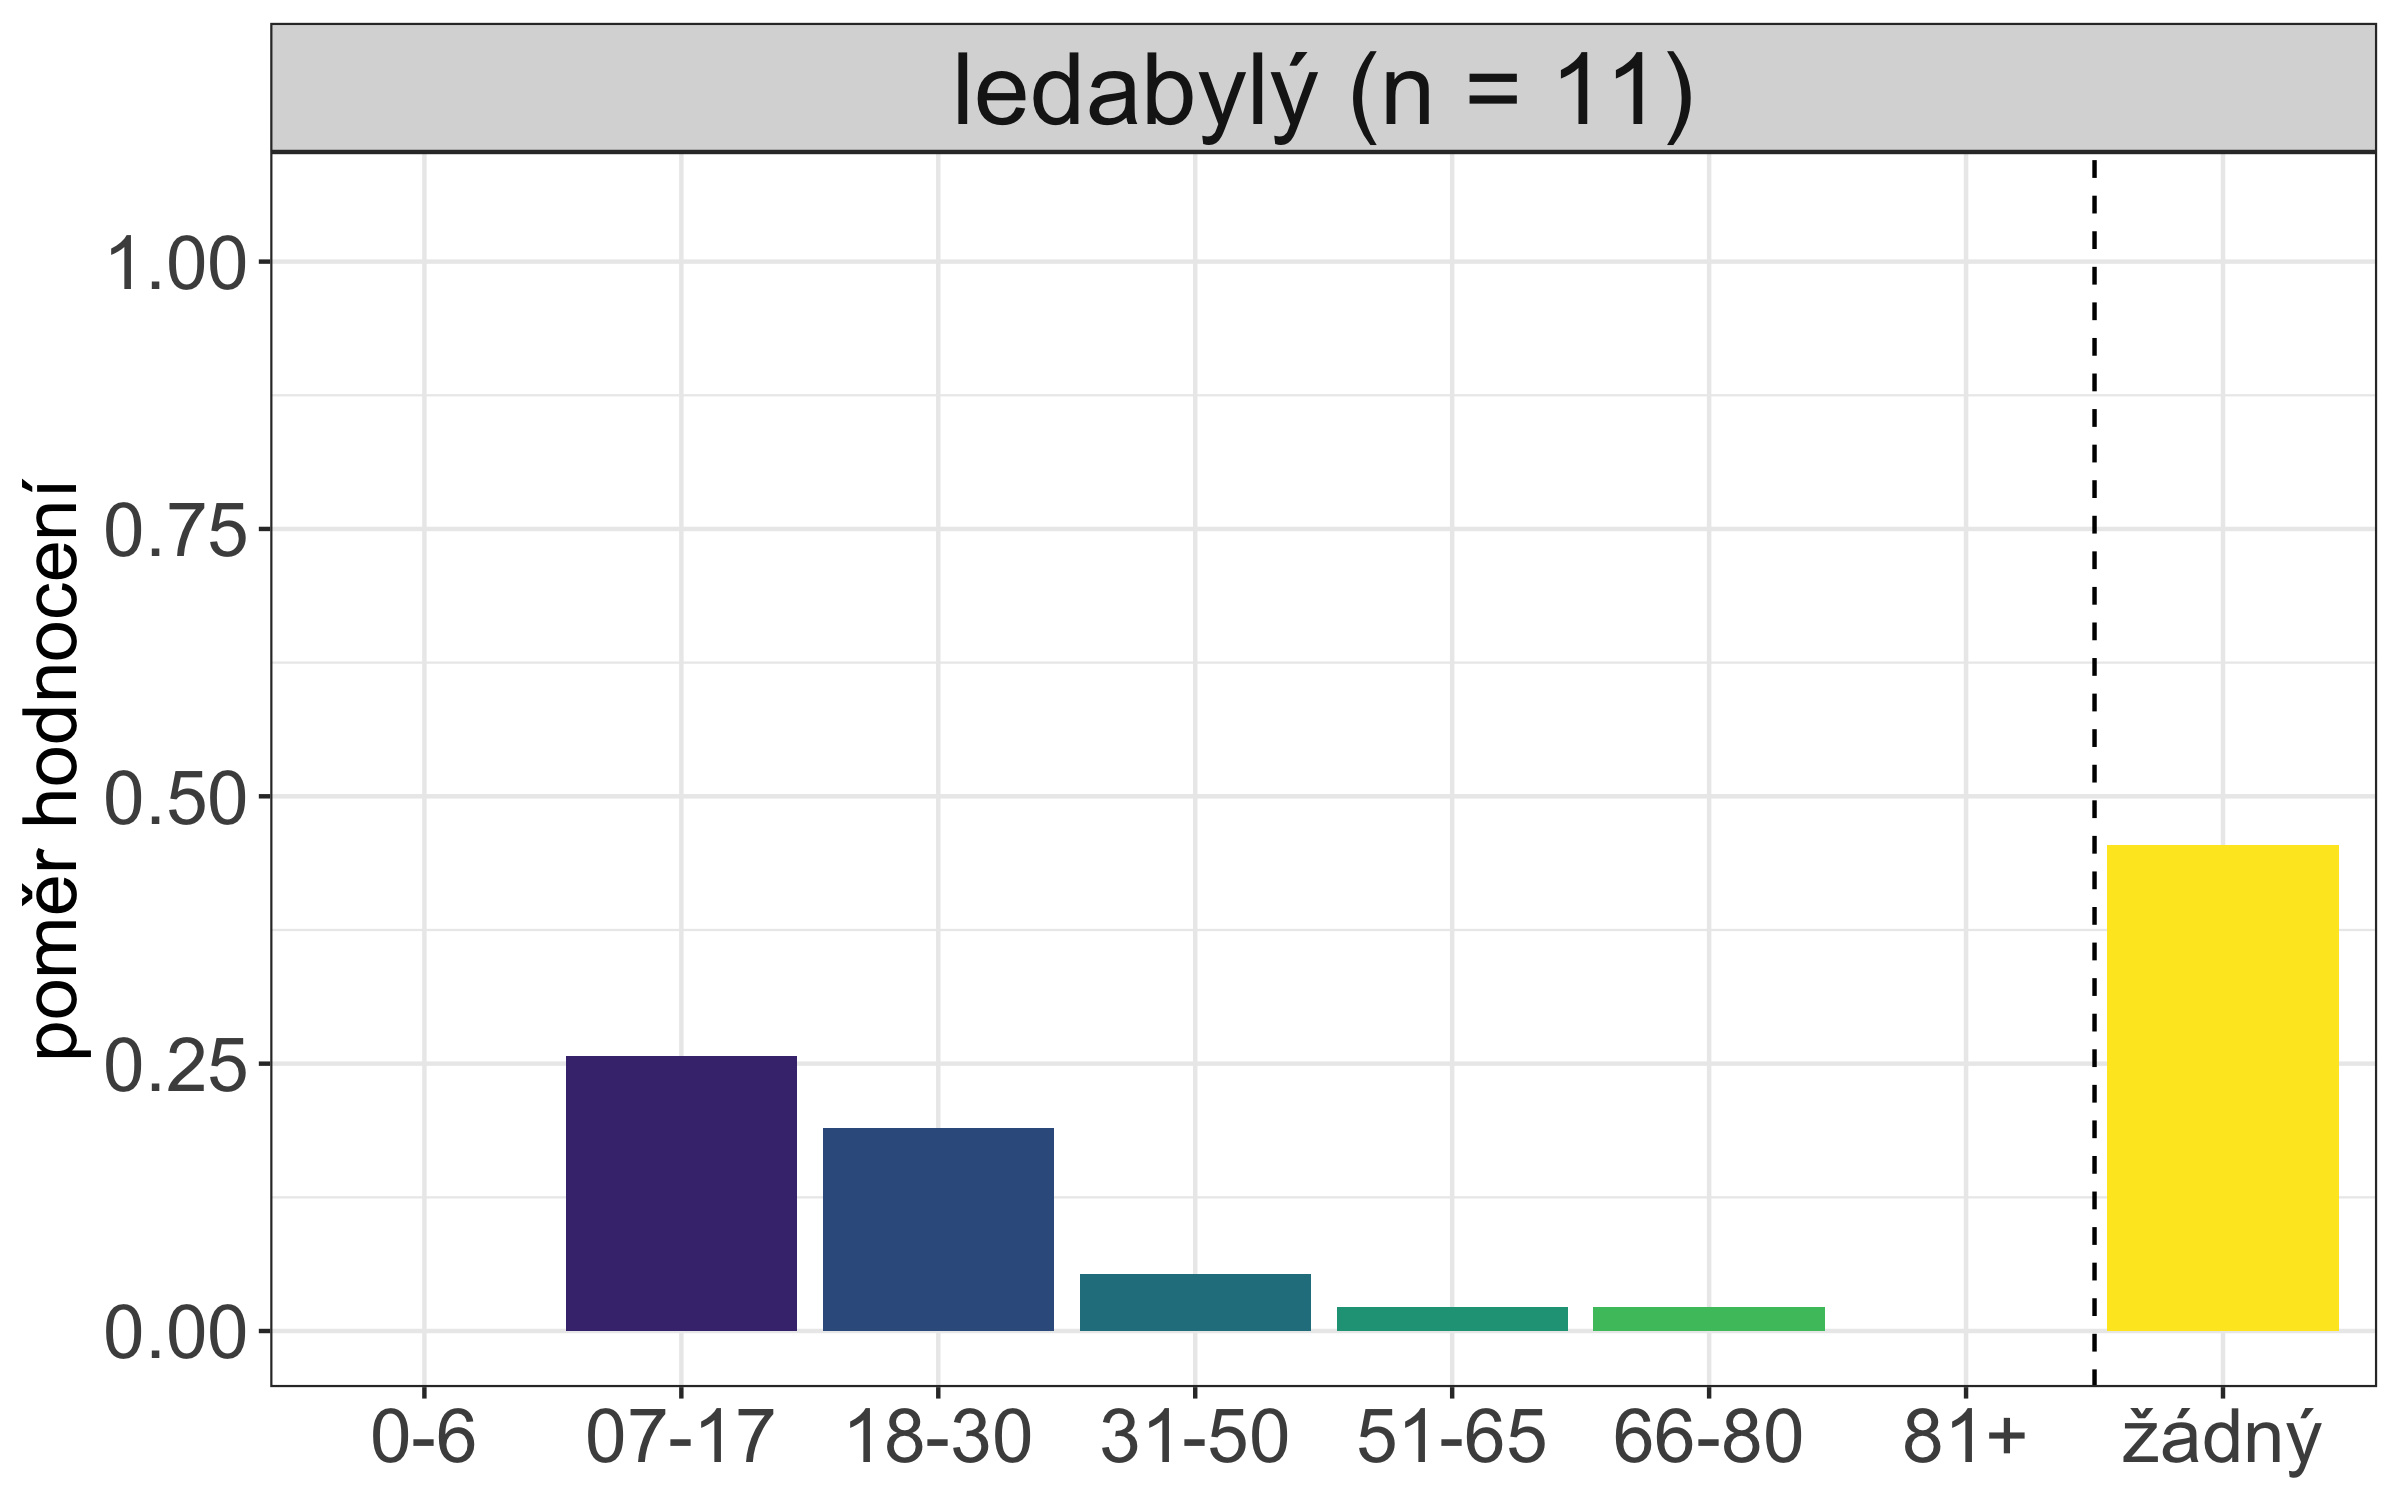 ledabylý (n = 11)
poměr hodnocení
1.00
0.75
0.50
0.25
0.00
0-6 07-17 18-30 31-50 51-65 66-80 81+ žádný